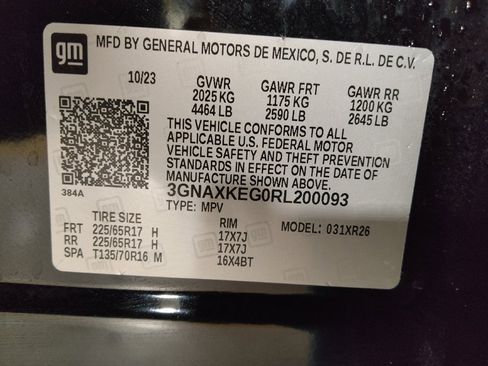 gm
MFD BY GENERAL MOTORS DE MEXICO, S. DE R.L. DE C.V.
10/23 GVWR GAWR FRT GAWR RR
2025 KG 1175 KG 1200 KG
4464 LB 2590 LB 2645 LB
THIS VEHICLE CONFORMS TO ALL
APPLICABLE U.S. FEDERAL MOTOR
VEHICLE SAFETY AND THEFT PREVENTION
STANDARDS IN EFFECT ON THE DATE OF
MANUFACTURE SHOWN ABOVE.
384A
3GNAXKEG0RL200093
TYPE: MPV
TIRE SIZE RIM MODEL: 031XR26
FRT 225/65R17 H 17X7J
RR 225/65R17 H 17X7J
SPA T135/70R16 M 16X4BT